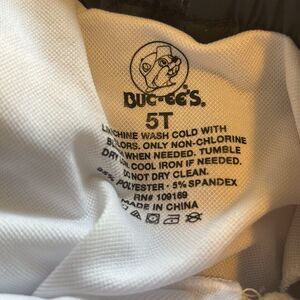 BUC-EE'S.
5T
MACHINE WASH COLD WITH
COLORS. ONLY NON-CHLORINE
WHEN NEEDED. TUMBLE
DRY COOL IRON IF NEEDED.
DO NOT DRY CLEAN.
95% POLYESTER • 5% SPANDEX
RN# 109169
MADE IN CHINA